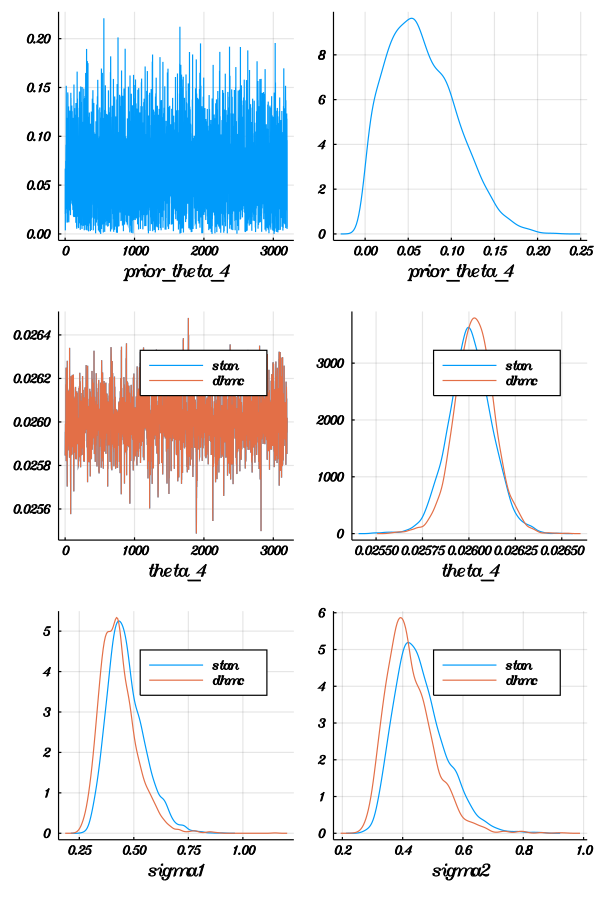 0.20
0.15
0.10
0.05
0.00
0 1000 2000 3000
prior_theta_4
8
6
4
2
0
0.00 0.05 0.10 0.15 0.20 0.25
prior_theta_4
0.0264
0.0262
0.0260
0.0258
0.0256
stan
dhmc
0 1000 2000 3000
theta_4
3000
2000
1000
0
stan
dhmc
0.02550 0.02575 0.02600 0.02625 0.02650
theta_4
5
4
3
2
1
0
stan
dhmc
0.25 0.50 0.75 1.00
sigma1
6
5
4
3
2
1
0
stan
dhmc
0.2 0.4 0.6 0.8 1.0
sigma2